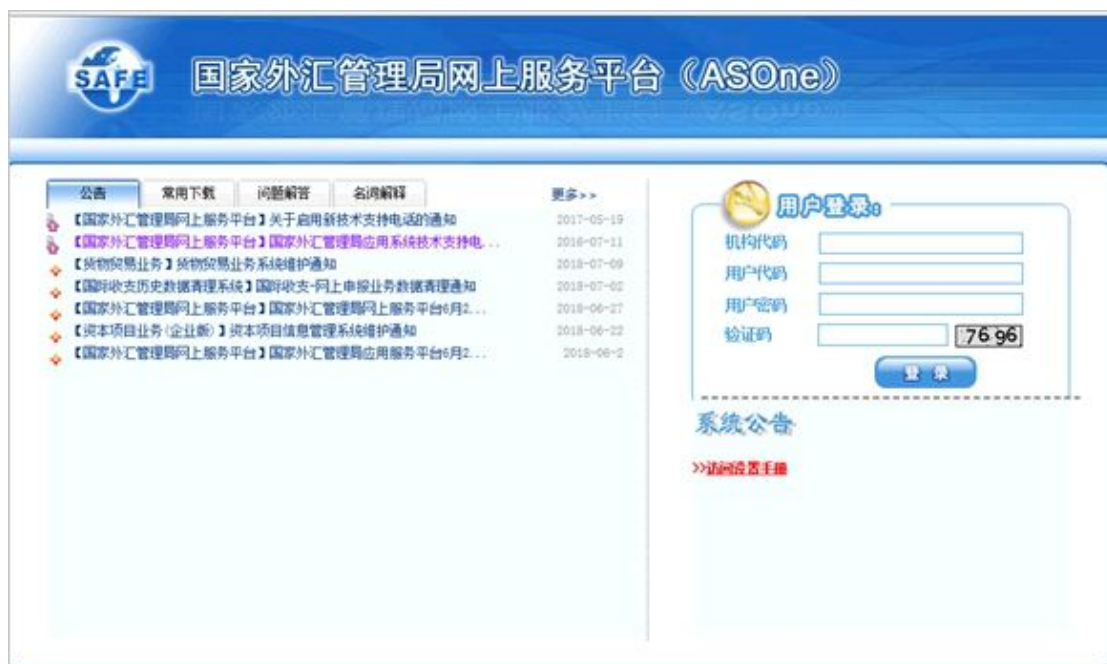 SAFE
国家外汇管理局网上服务平台（ASOne）
公告 常用下载 问题解答 名词解释 更多>>
【国家外汇管理局网上服务平台】关于启用新技术支持电话的通知 2017-05-19
【国家外汇管理局网上服务平台】国家外汇管理局应用系统技术支持电... 2016-07-11
【货物贸易业务】货物贸易业务系统维护通知 2018-07-09
【国际收支历史数据清理系统】国际收支-网上申报业务数据清理通知 2018-07-02
【国家外汇管理局网上服务平台】国家外汇管理局网上服务平台6月2... 2018-06-27
【资本项目业务(企业版)】资本项目信息管理系统维护通知 2018-06-22
【国家外汇管理局网上服务平台】国家外汇管理局应用服务平台6月2... 2018-06-2
用户登录：
机构代码
用户代码
用户密码
验证码 7696
登 录
系统公告
>>访问设置手册